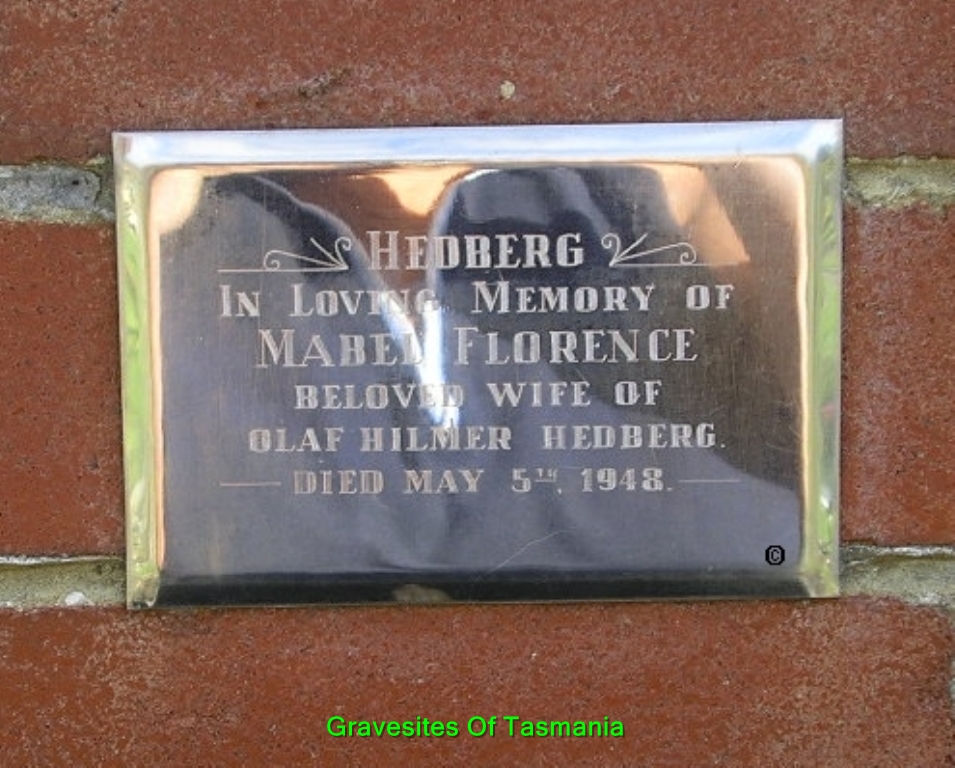 HEDBERG
IN LOVING MEMORY OF
MABEL FLORENCE
BELOVED WIFE OF
OLAF HILMER HEDBERG.
DIED MAY 5TH, 1948.
©
Gravesites Of Tasmania